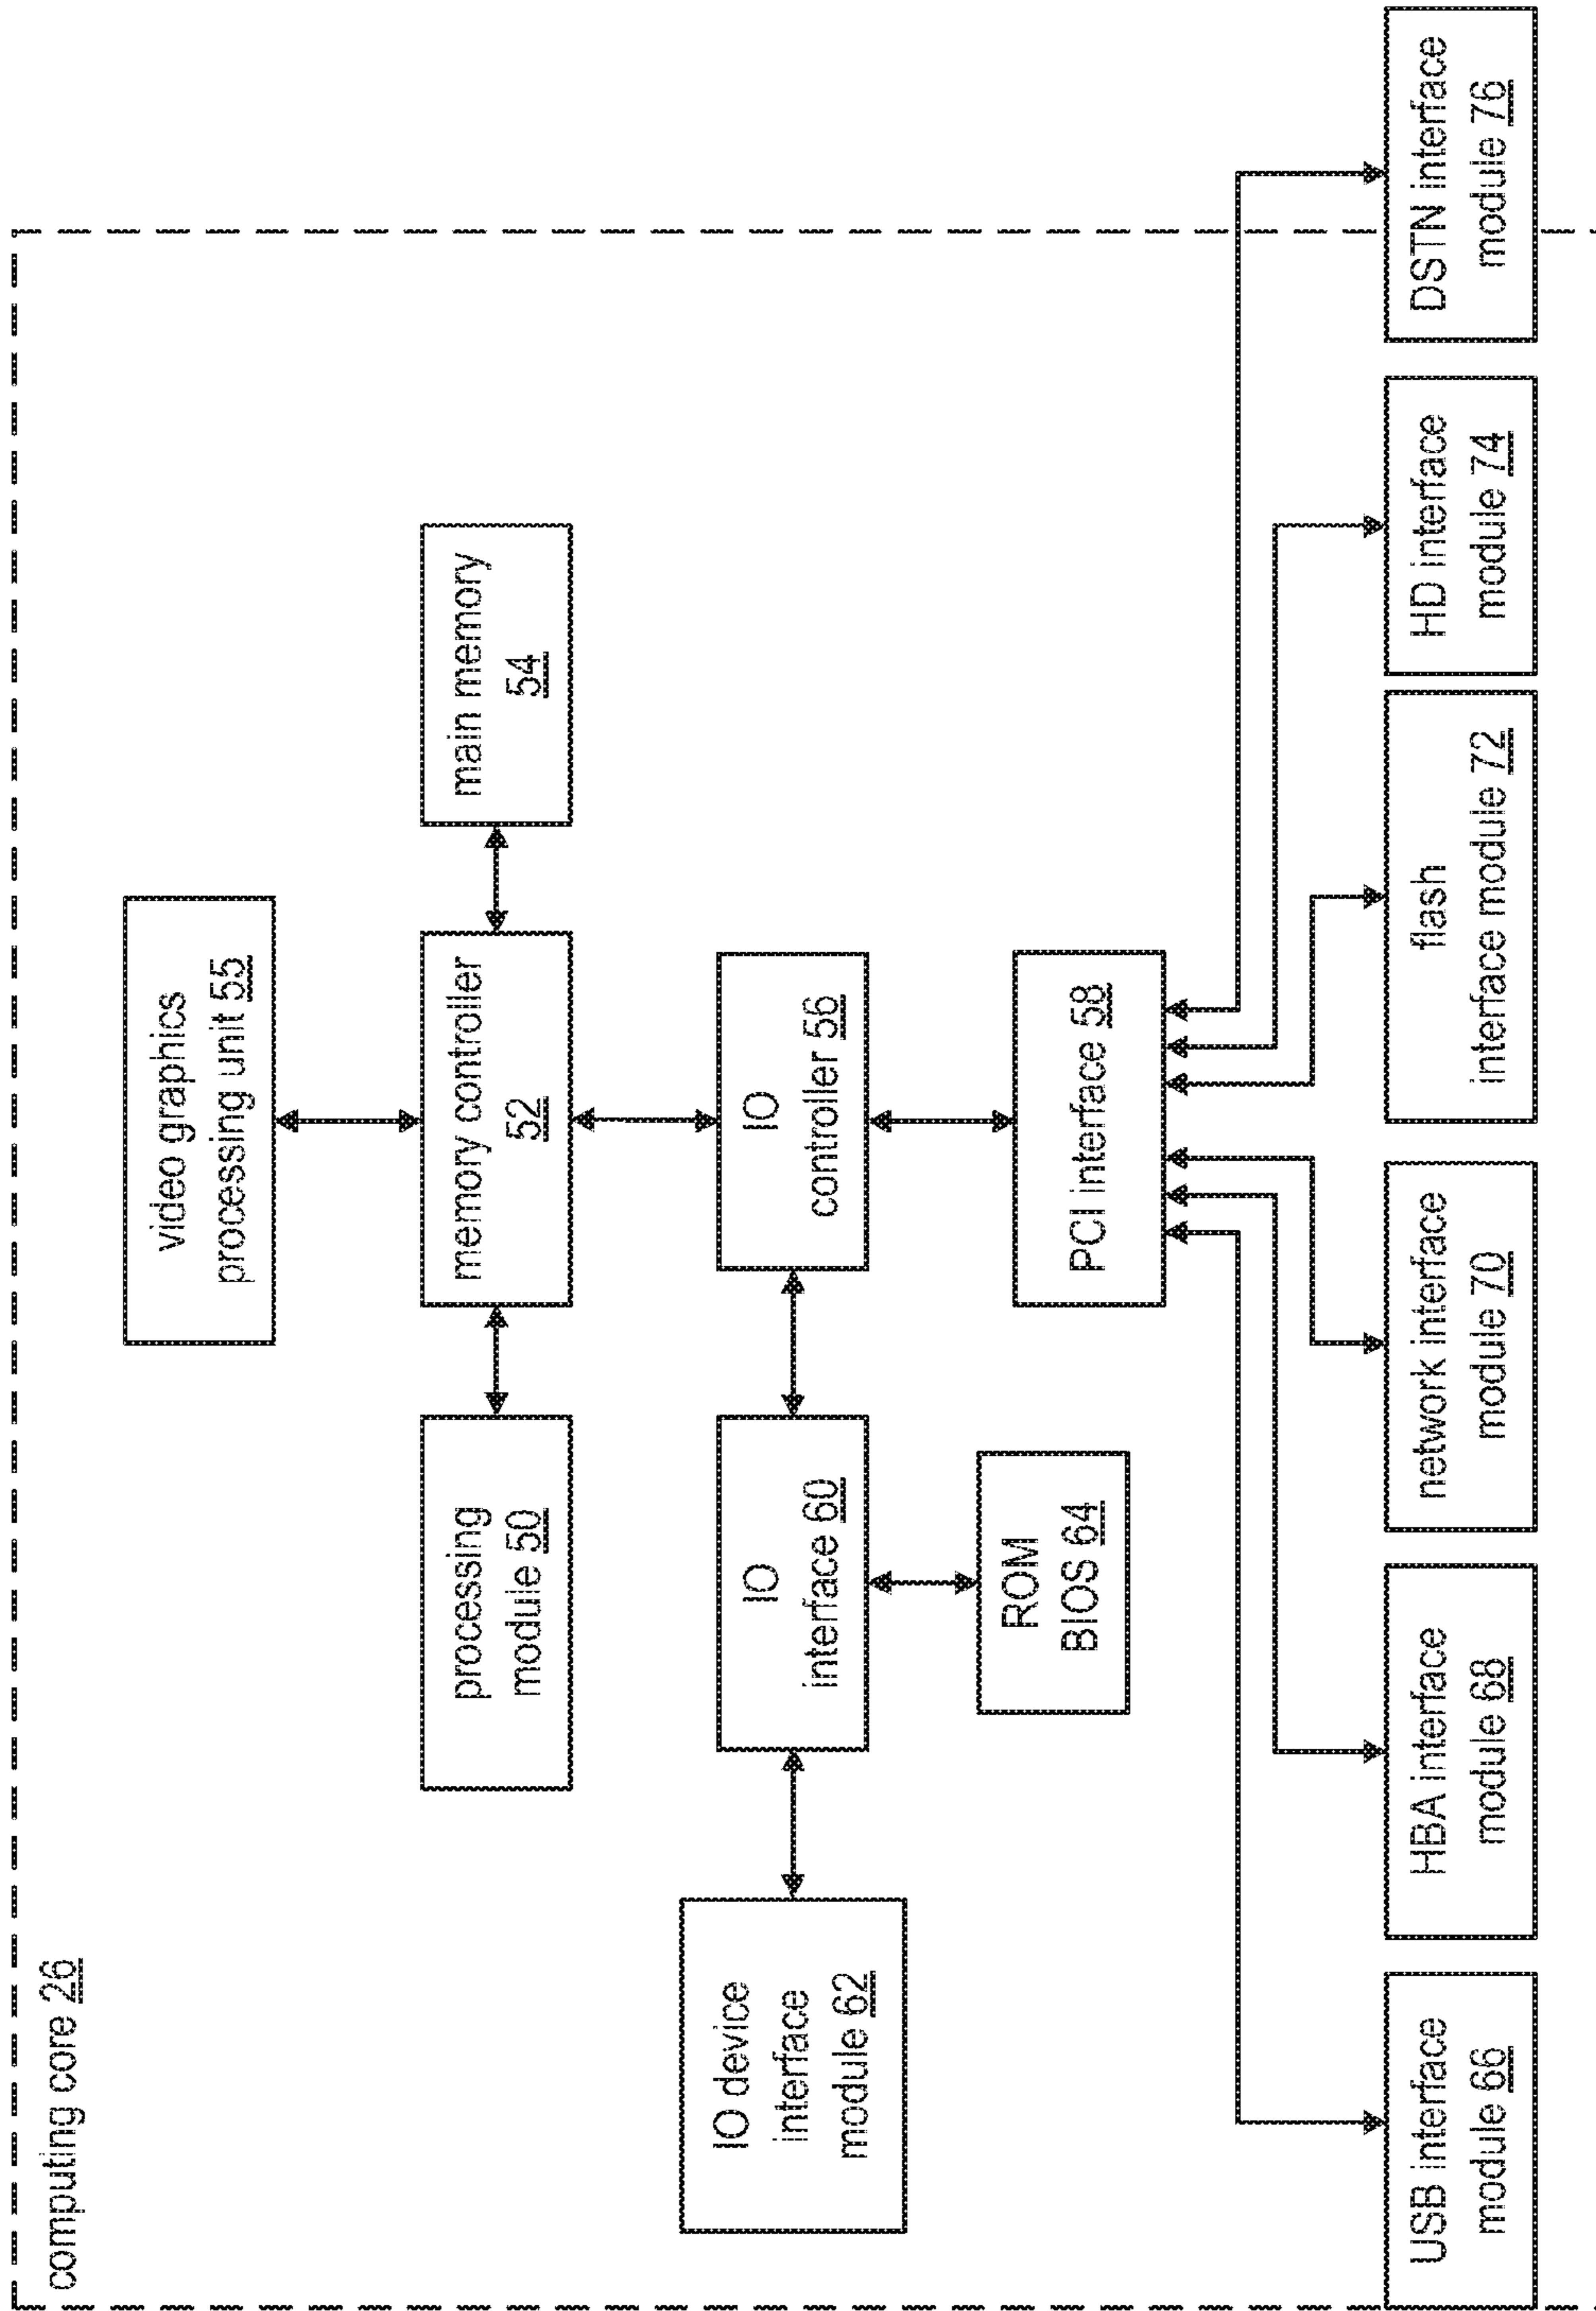 computing core 26
video graphics
processing unit 55
processing
module 50
memory controller
52
main memory
54
IO device
interface
module 62
IO
interface 60
IO
controller 56
ROM
BIOS 64
PCI interface 58
USB interface
module 66
HBA interface
module 68
network interface
module 70
flash
interface module 72
HD interface
module 74
DSTN interface
module 76